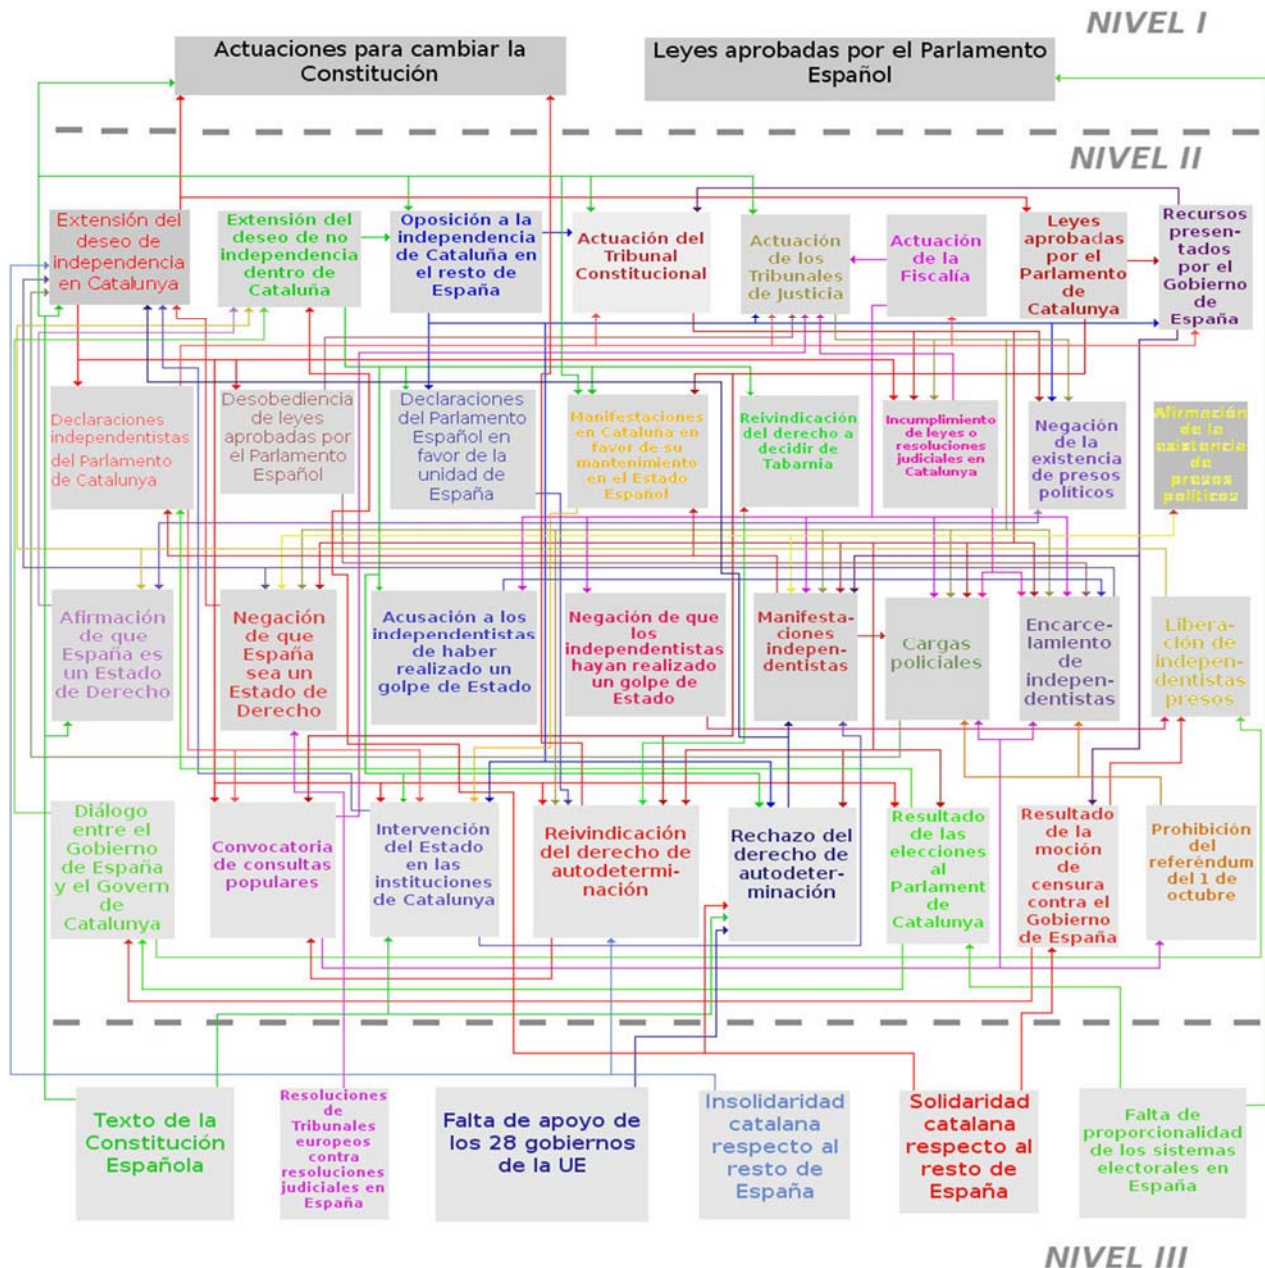 NIVEL I
Actuaciones para cambiar la
Constitución
Leyes aprobadas por el Parlamento
Español
NIVEL II
Extensión del
deseo de
independencia
en Catalunya
Extensión del
deseo de no
independencia
dentro de
Cataluña
Oposición a la
independencia
de Cataluña en
el resto de
España
Actuación del
Tribunal
Constitucional
Actuación
de los
Tribunales
de Justicia
Actuación
de la
Fiscalía
Leyes
aprobadas
por el
Parlamento
de
Catalunya
Recursos
presen-
tados
por el
Gobierno
de
España
Declaraciones
independentistas
del Parlamento
de Catalunya
Desobediencia
de leyes
aprobadas por
el Parlamento
Español
Declaraciones
del Parlamento
Español en
favor de la
unidad de
España
Manifestaciones
en Cataluña en
favor de su
mantenimiento
en el Estado
Español
Reivindicación
del derecho a
decidir de
Tabarnia
Incumplimiento
de leyes o
resoluciones
judiciales en
Catalunya
Negación
de la
existencia
de presos
políticos
Afirmación
de la
existencia
de
presos
políticos
Afirmación
de que
España es
un Estado
de Derecho
Negación
de que
España
sea un
Estado de
Derecho
Acusación a los
independentistas
de haber
realizado un
golpe de Estado
Negación de que
los
independentistas
hayan realizado
un golpe de
Estado
Manifesta-
ciones
indepen-
dentistas
Cargas
policiales
Encarce-
lamiento
de
indepen-
dentistas
Libera-
ción de
indepen-
dentistas
presos
Diálogo
entre el
Gobierno
de España
y el Govern
de
Catalunya
Convocatoria
de consultas
populares
Intervención
del Estado
en las
instituciones
de Catalunya
Reivindicación
del derecho de
autodetermi-
nación
Rechazo del
derecho de
autodeter-
minación
Resultado
de las
elecciones
al
Parlament
de
Catalunya
Resultado
de la
moción
de
censura
contra el
Gobierno
de España
Prohibición
del
referéndum
del 1 de
octubre
Texto de la
Constitución
Española
Resoluciones
de
Tribunales
europeos
contra
resoluciones
judiciales en
España
Falta de apoyo de
los 28 gobiernos
de la UE
Insolidaridad
catalana
respecto al
resto de
España
Solidaridad
catalana
respecto al
resto de
España
Falta de
proporcionalidad
de los sistemas
electorales en
España
NIVEL III